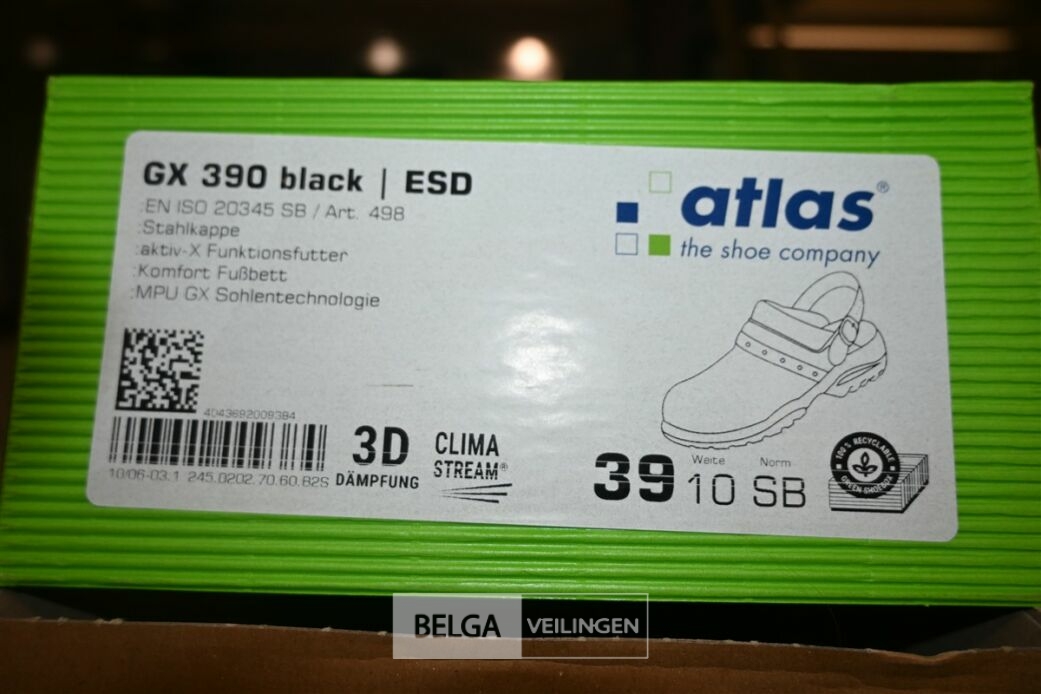 GX 390 black | ESD
:EN ISO 20345 SB / Art. 498
:Stahlkappe
:aktiv-X Funktionsfutter
:Komfort Fußbett
:MPU GX Sohlentechnologie
atlas®
the shoe company
4043692009384
10/06-03.1 245.0202.70.60.82S
3D
DÄMPFUNG
CLIMA
STREAM®
Weite Norm
39 10 SB
100% RECYCLABLE
GREEN-SHOEBOX
BELGA VEILINGEN